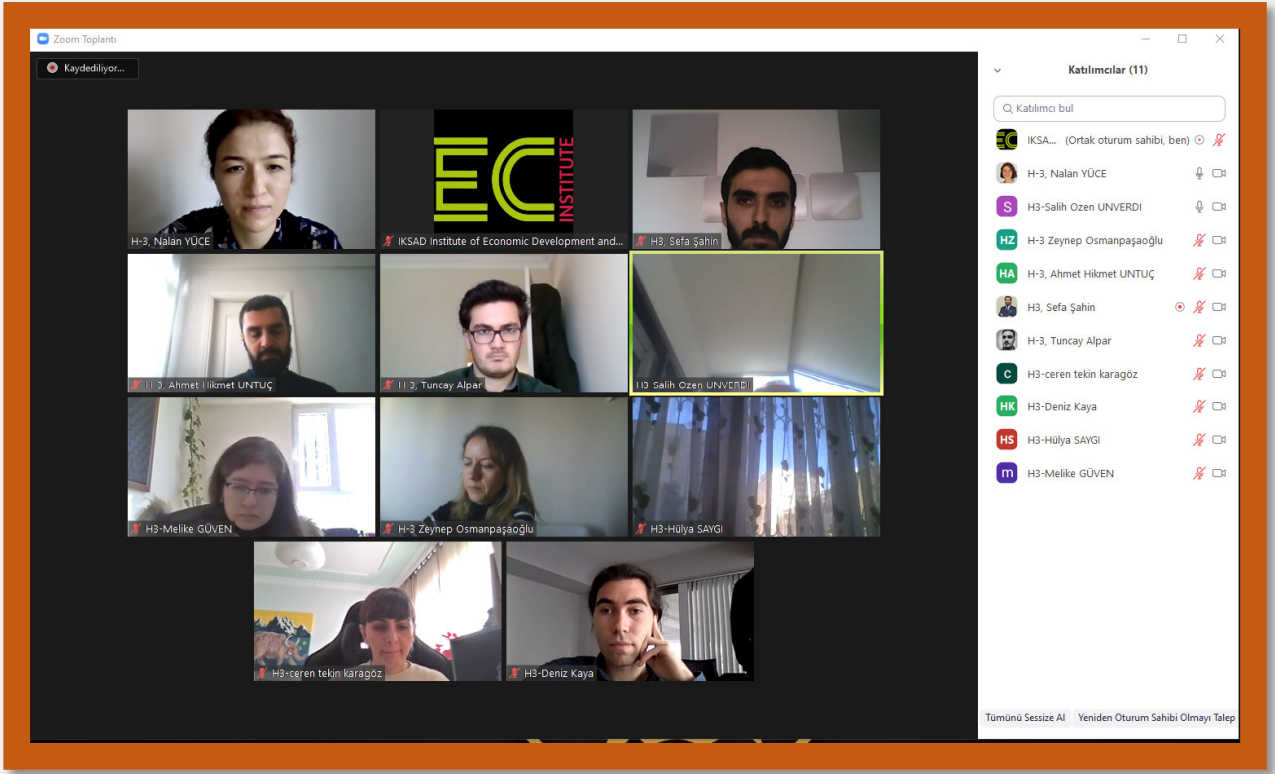 Zoom Toplantı
Kaydediliyor...
H-3, Nalan YÜCE
IKSAD Institute of Economic Development and...
H3, Sefa Şahin
EC
INSTITUTE
H-3, Ahmet Hikmet UNTUÇ
H-3, Tuncay Alpar
H3-Salih Ozen UNVERDI
H3-Melike GÜVEN
H-3 Zeynep Osmanpaşaoğlu
H3-Hülya SAYGI
H3-ceren tekin karagöz
H3-Deniz Kaya
Katılımcılar (11)
Katılımcı bul
EC
IKSA... (Ortak oturum sahibi, ben)
H-3, Nalan YÜCE
S
H3-Salih Ozen UNVERDI
HZ
H-3 Zeynep Osmanpaşaoğlu
HA
H-3, Ahmet Hikmet UNTUÇ
H3, Sefa Şahin
H-3, Tuncay Alpar
C
H3-ceren tekin karagöz
HK
H3-Deniz Kaya
HS
H3-Hülya SAYGI
m
H3-Melike GÜVEN
Tümünü Sessize Al
Yeniden Oturum Sahibi Olmayı Talep